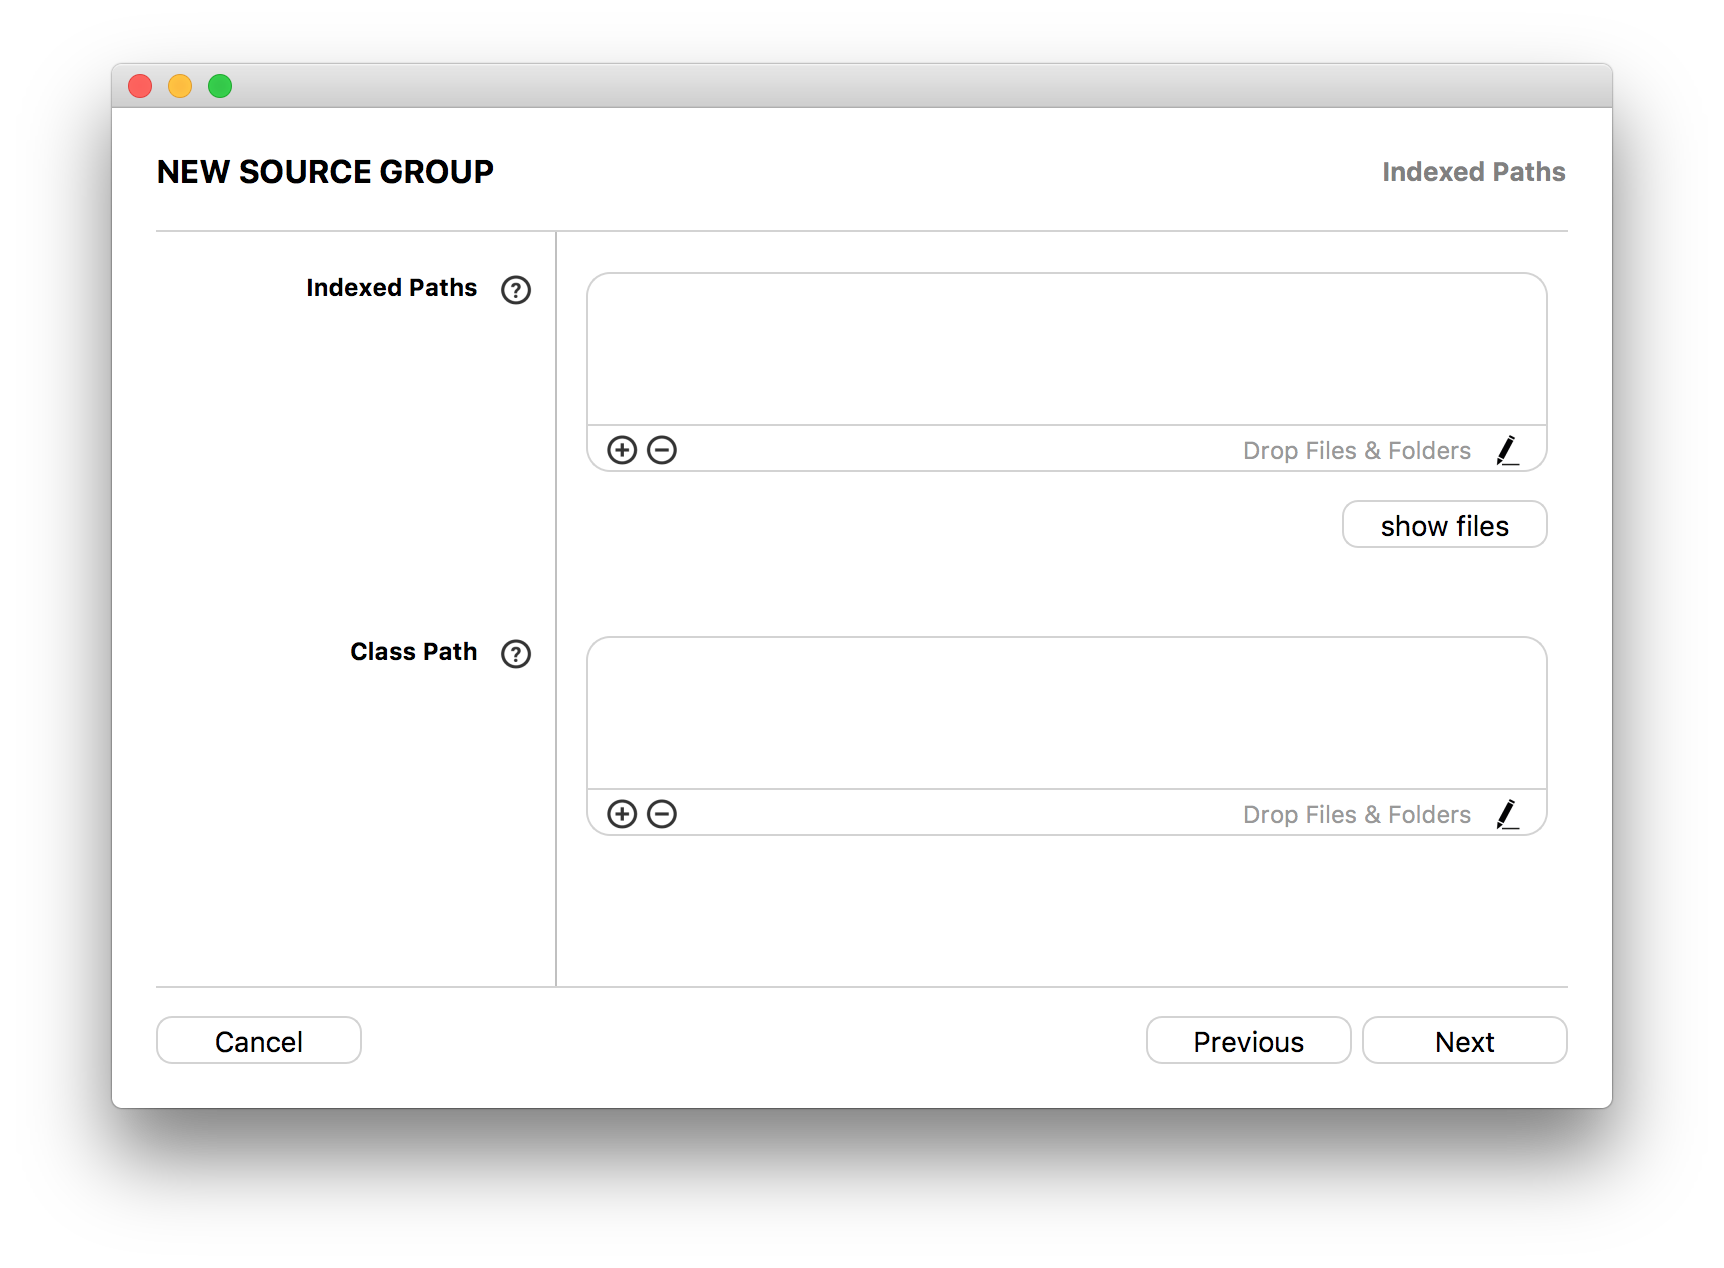 NEW SOURCE GROUP
Indexed Paths
Indexed Paths ?
Drop Files & Folders
show files
Class Path ?
Drop Files & Folders
Cancel
Previous
Next